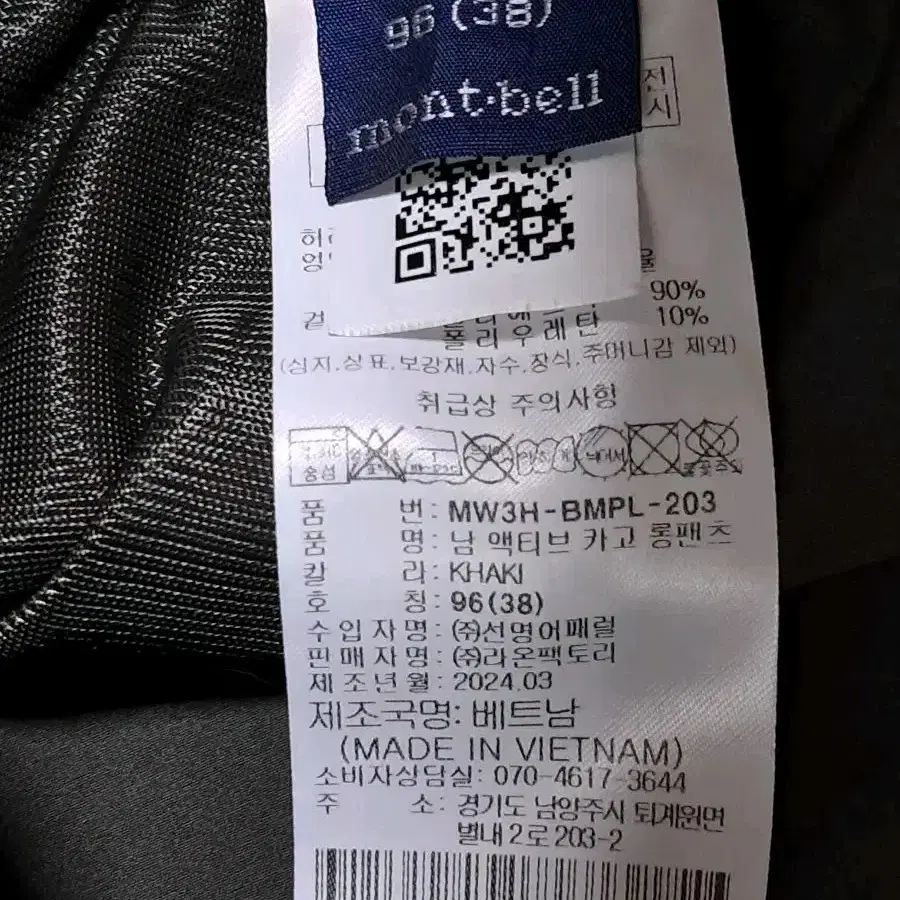 96 (38)
mont·bell
전
시
90%
폴리우레탄 10%
(심지.상표.보강재.자수.장식.주머니감 제외)
취급상 주의사항
중성
품 번: MW3H-BMPL-203
품 명: 남 액티브 카고 롱팬츠
칼 라: KHAKI
호 칭: 96(38)
수입자명: ㈜선영어패럴
판매자명: ㈜라온팩토리
제조년월: 2024.03
제조국명: 베트남
(MADE IN VIETNAM)
소비자상담실: 070-4617-3644
주 소: 경기도 남양주시 퇴계원면
별내2로 203-2